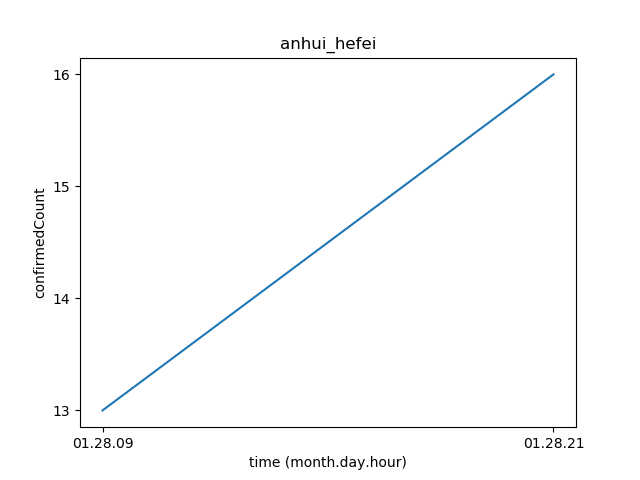 anhui_hefei
16
15
14
13
confirmedCount
01.28.09 01.28.21
time (month.day.hour)